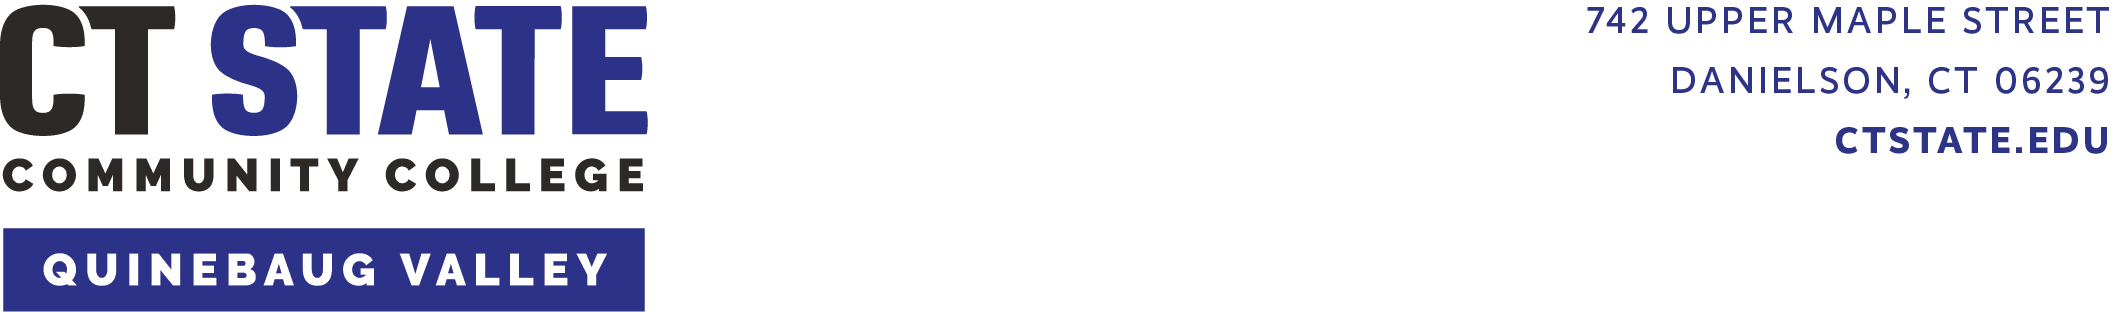 CT STATE
COMMUNITY COLLEGE
QUINEBAUG VALLEY
742 UPPER MAPLE STREET
DANIELSON, CT 06239
CTSTATE.EDU